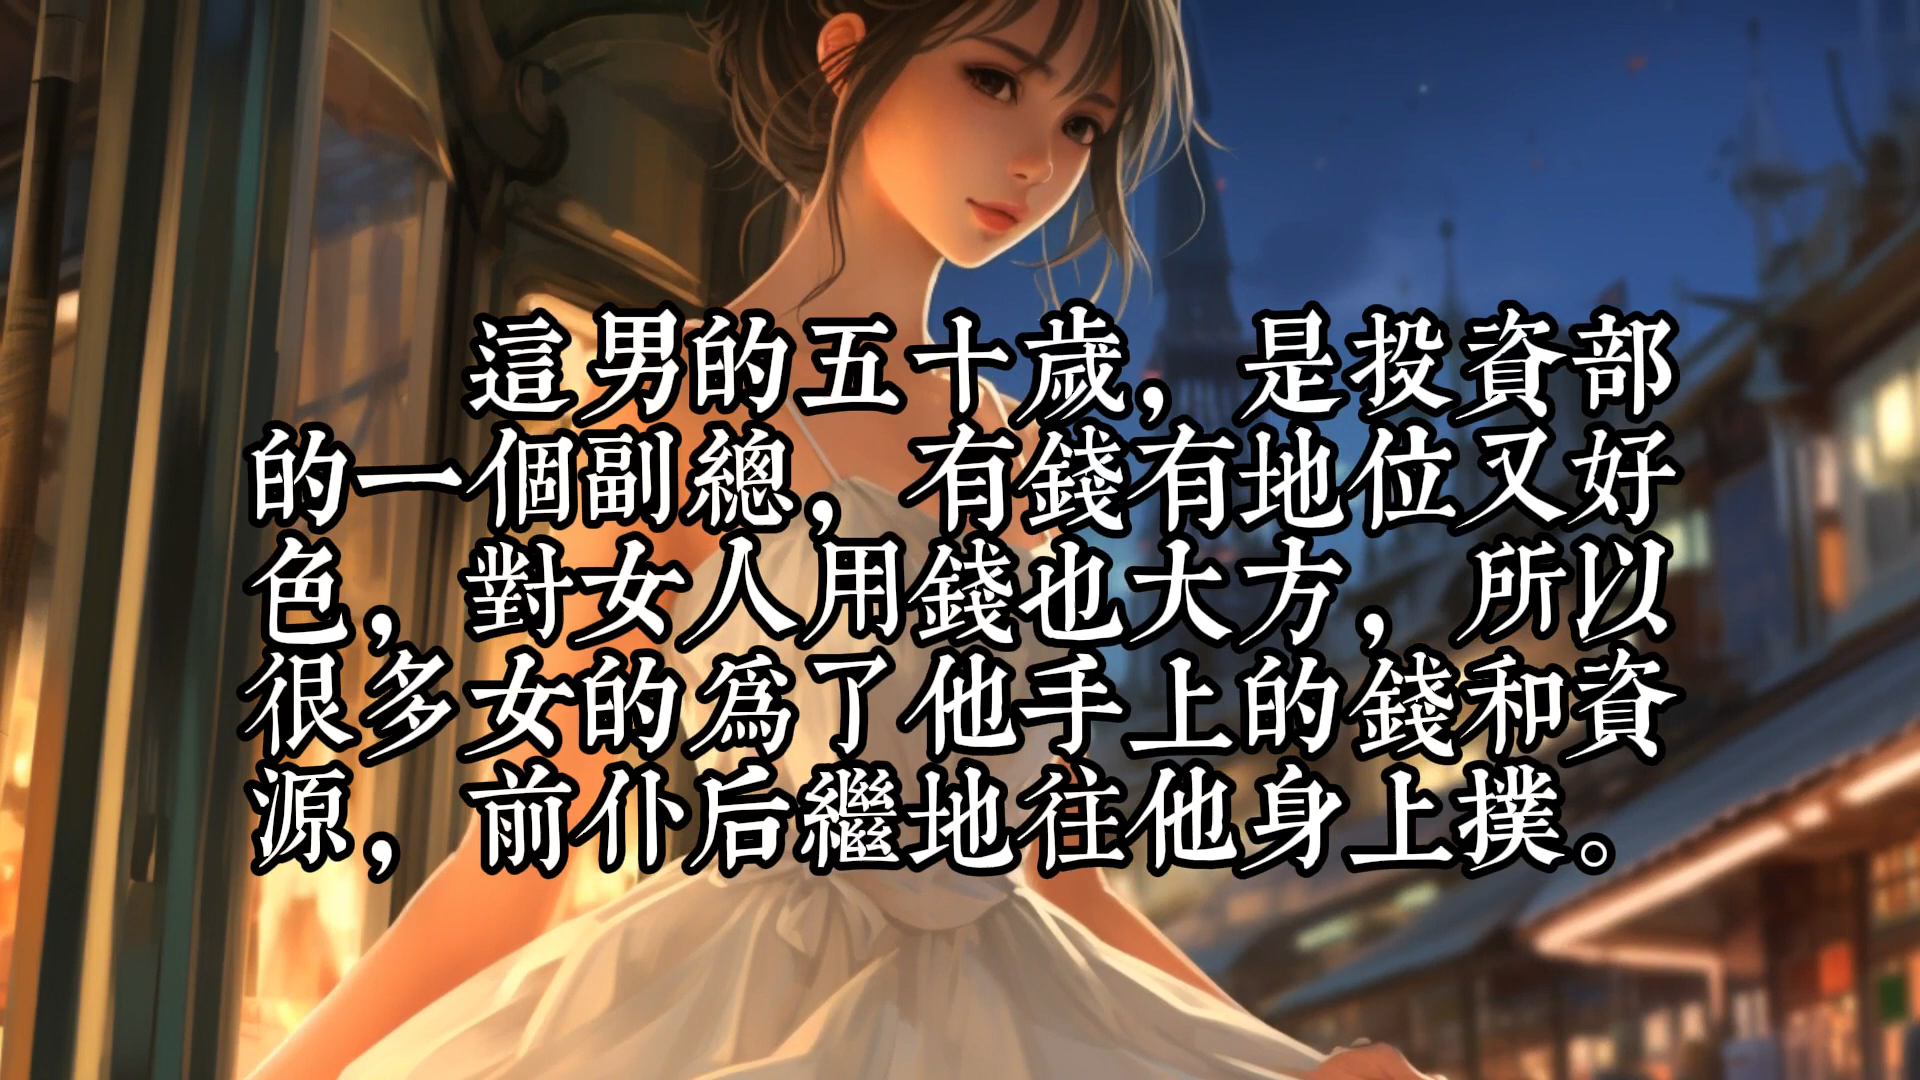 這男的五十歲，是投資部
的一個副總，有錢有地位又好
色，對女人用錢也大方，所以
很多女的爲了他手上的錢和資
源，前仆后繼地往他身上撲。